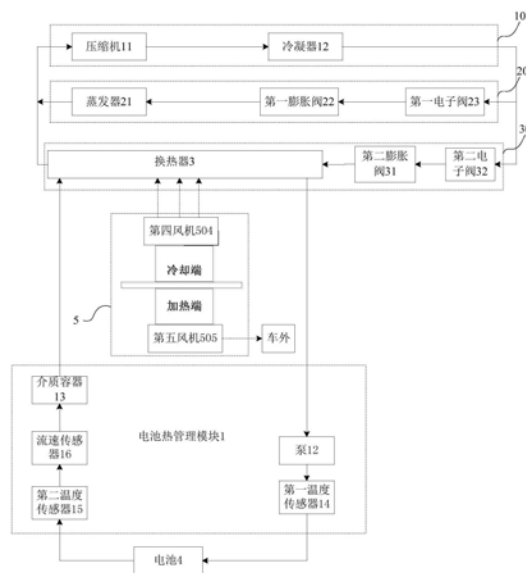 10
压缩机11
冷凝器12
20
蒸发器21
第一膨胀阀22
第一电子阀23
30
换热器3
第二膨胀
阀31
第二电
子阀32
第四风机504
冷却端
加热端
5
第五风机505
车外
介质容器
13
电池热管理模块1
流速传感
器16
泵12
第二温度
传感器15
第一温度
传感器14
电池4